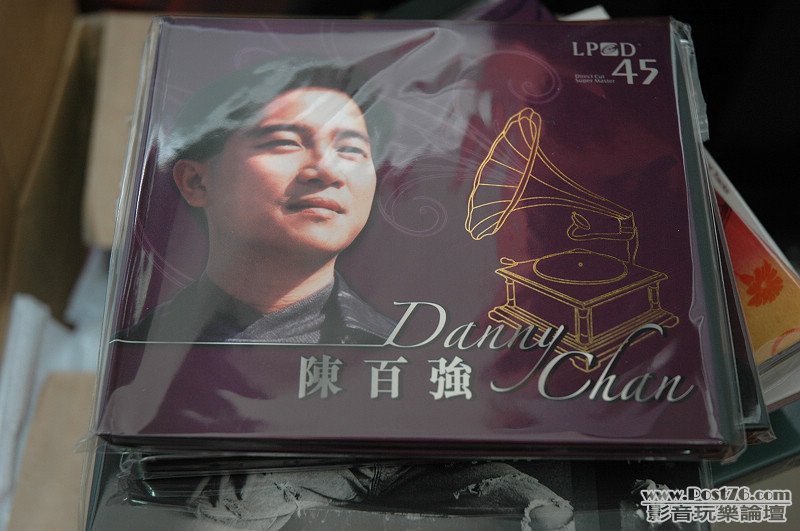 LPCD
45
Direct Cut
Super Master
Danny
陳百強 Chan
www.Post76.com
影音玩樂論壇